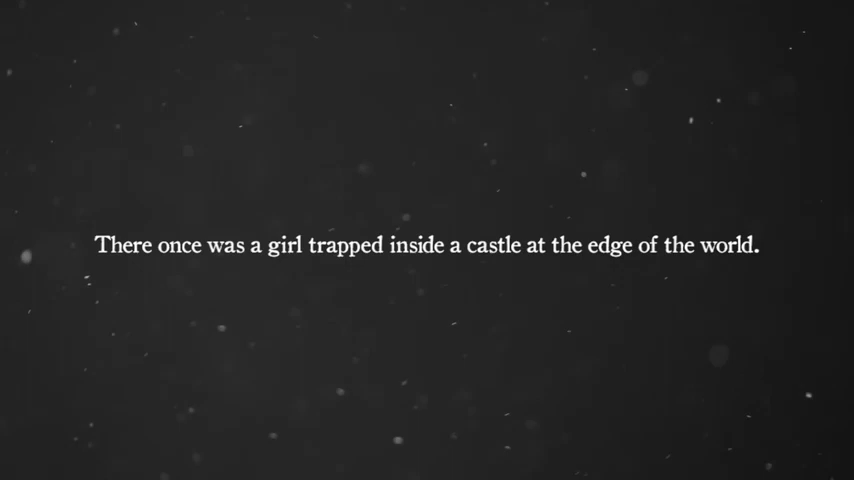 There once was a girl trapped inside a castle at the edge of the world.